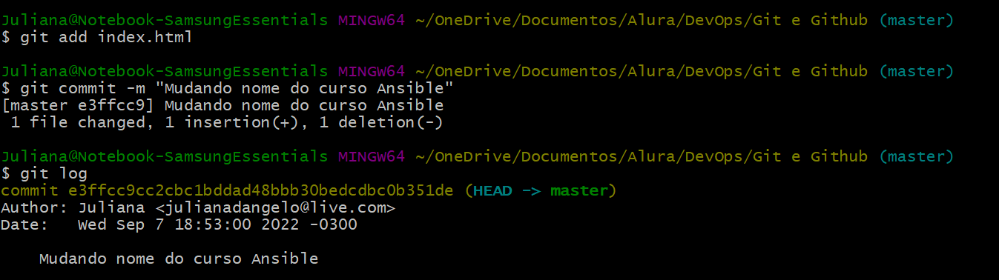 Juliana@Notebook-SamsungEssentials MINGW64 ~/OneDrive/Documentos/Alura/DevOps/Git e Github (master)
$ git add index.html
Juliana@Notebook-SamsungEssentials MINGW64 ~/OneDrive/Documentos/Alura/DevOps/Git e Github (master)
$ git commit -m "Mudando nome do curso Ansible"
[master e3ffcc9] Mudando nome do curso Ansible
1 file changed, 1 insertion(+), 1 deletion(-)
Juliana@Notebook-SamsungEssentials MINGW64 ~/OneDrive/Documentos/Alura/DevOps/Git e Github (master)
$ git log
commit e3ffcc9cc2cbc1bddad48bbb30bedcdbc0b351de (HEAD -> master)
Author: Juliana <julianadangelo@live.com>
Date:   Wed Sep 7 18:53:00 2022 -0300
Mudando nome do curso Ansible